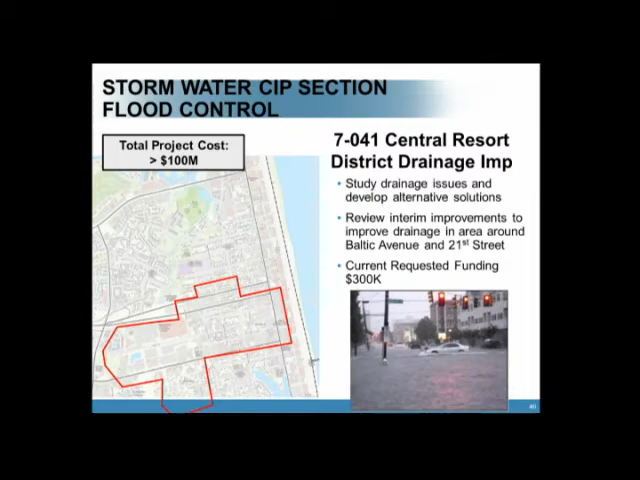 STORM WATER CIP SECTION
FLOOD CONTROL
Total Project Cost:
> $100M
7-041 Central Resort
District Drainage Imp
• Study drainage issues and
develop alternative solutions
• Review interim improvements to
improve drainage in area around
Baltic Avenue and 21st Street
• Current Requested Funding
$300K